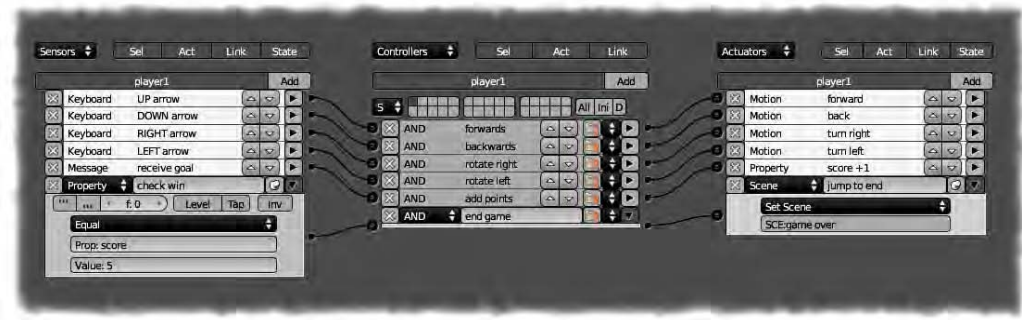 Sensors Sel Act Link State Controllers Sel Act Link Actuators Sel Act Link State
player1 Add player1 Add player1 Add
Keyboard UP arrow S All Ini D Motion forward
Keyboard DOWN arrow AND forwards Motion back
Keyboard RIGHT arrow AND backwards Motion turn right
Keyboard LEFT arrow AND rotate right Motion turn left
Message receive goal AND rotate left Property score +1
Property check win AND add points Scene jump to end
f:0 Level Tap Inv AND end game Set Scene
Equal SCE:game over
Prop: score
Value: 5